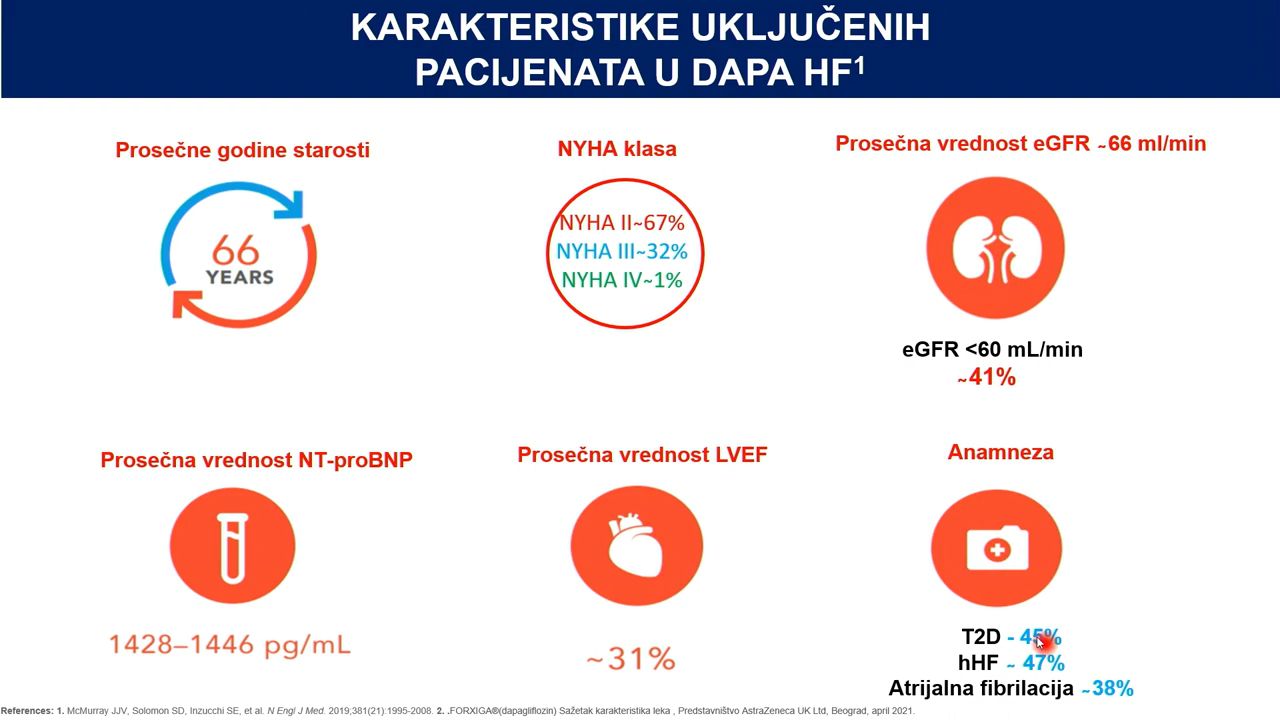 KARAKTERISTIKE UKLJUČENIH
PACIJENATA U DAPA HF1
Prosečne godine starosti
66
YEARS
NYHA klasa
NYHA II~67%
NYHA III~32%
NYHA IV~1%
Prosečna vrednost eGFR ~66 ml/min
eGFR <60 mL/min
~41%
Prosečna vrednost NT-proBNP
1428–1446 pg/mL
Prosečna vrednost LVEF
~31%
Anamneza
T2D - 45%
hHF ~ 47%
Atrijalna fibrilacija ~38%
References: 1. McMurray JJV, Solomon SD, Inzucchi SE, et al. N Engl J Med. 2019;381(21):1995-2008. 2. .FORXIGA®(dapagliflozin) Sažetak karakteristika leka , Predstavništvo AstraZeneca UK Ltd, Beograd, april 2021.